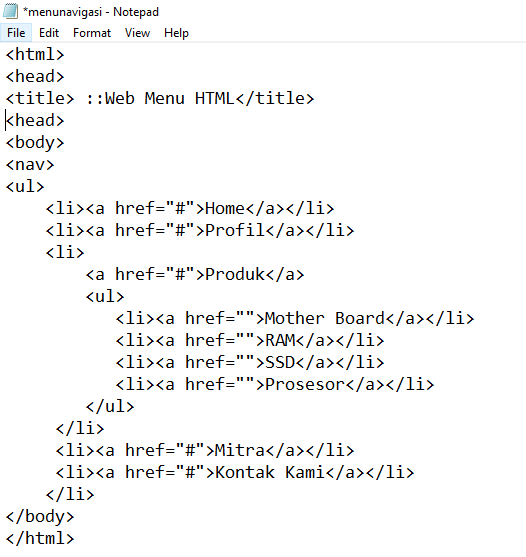 *menunavigasi - Notepad
File Edit Format View Help
<html>
<head>
<title> ::Web Menu HTML</title>
<head>
<body>
<nav>
<ul>
    <li><a href="#">Home</a></li>
    <li><a href="#">Profil</a></li>
    <li>
        <a href="#">Produk</a>
        <ul>
           <li><a href="">Mother Board</a></li>
           <li><a href="">RAM</a></li>
           <li><a href="">SSD</a></li>
           <li><a href="">Prosesor</a></li>
        </ul>
     </li>
     <li><a href="#">Mitra</a></li>
     <li><a href="#">Kontak Kami</a></li>
    </li>
</body>
</html>